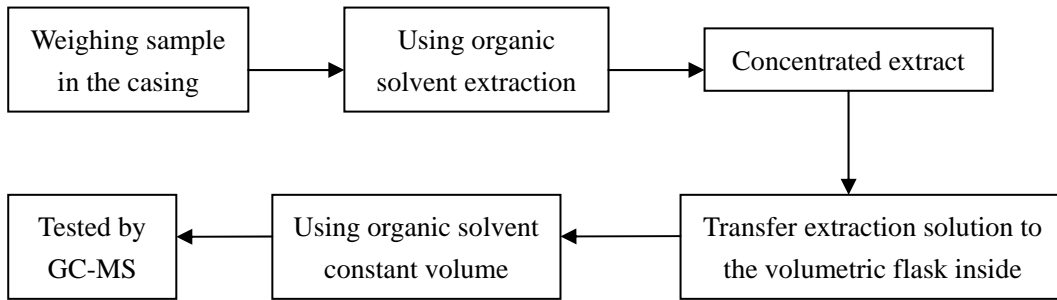 Weighing sample
in the casing
Using organic
solvent extraction
Concentrated extract
Transfer extraction solution to
the volumetric flask inside
Using organic solvent
constant volume
Tested by
GC-MS